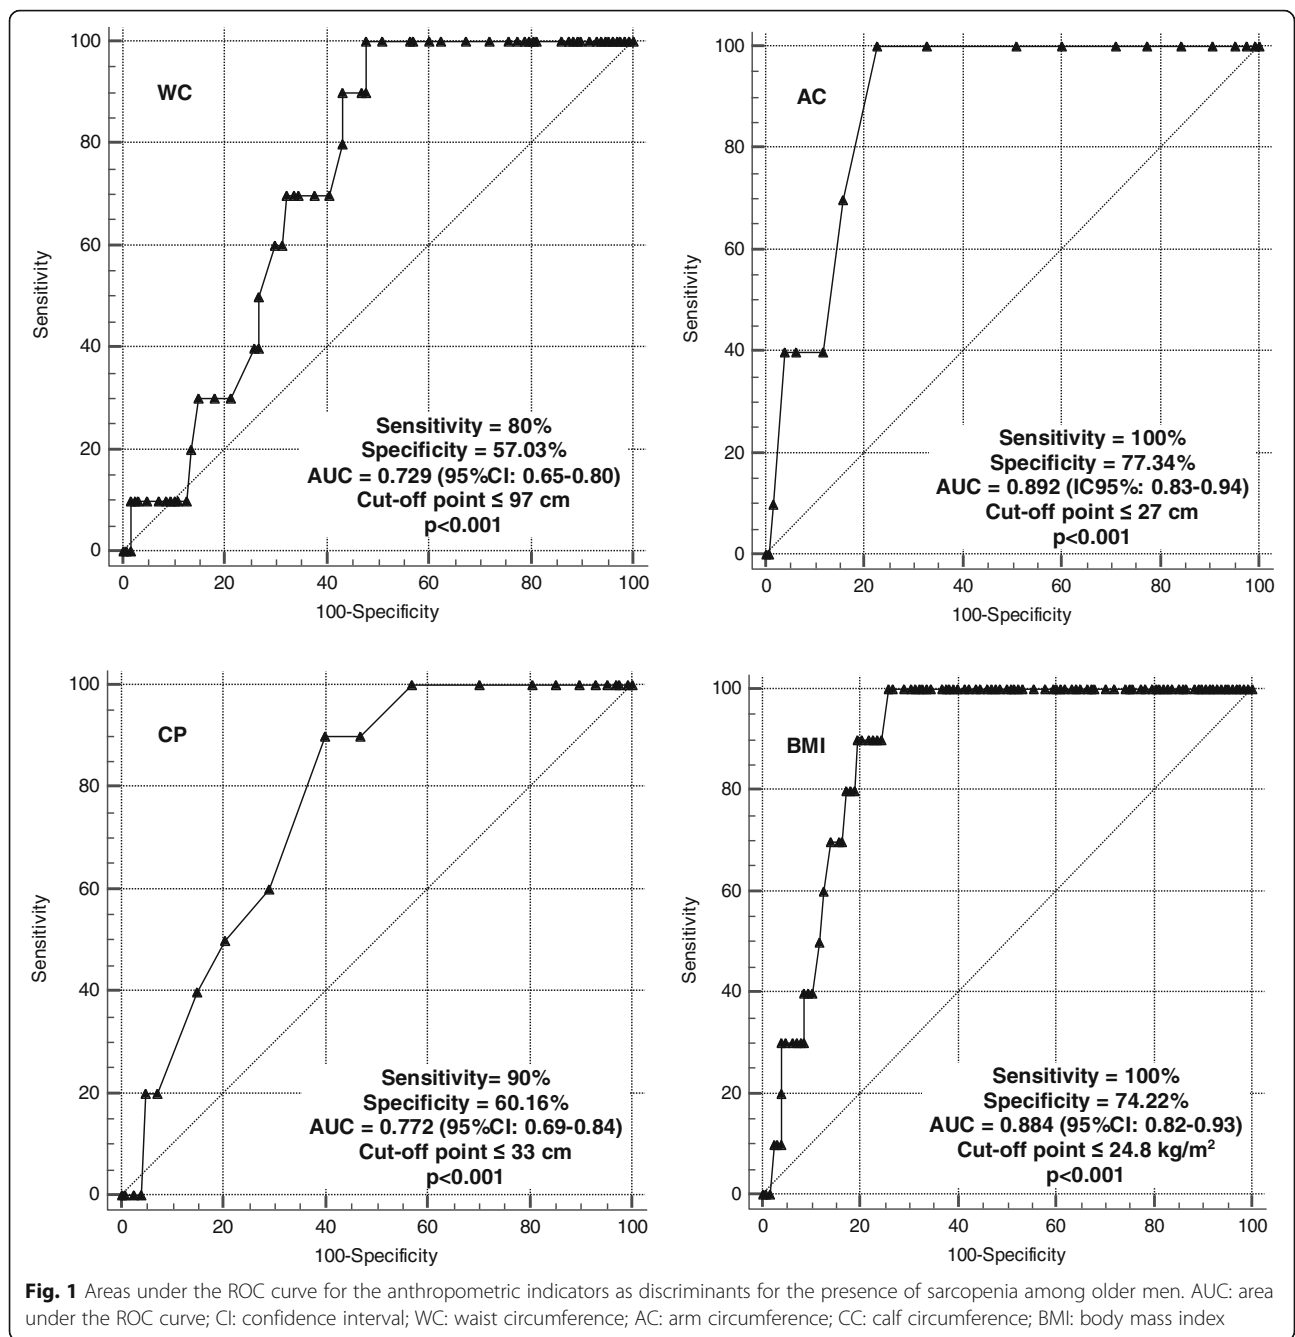 WC
100
80
60
40
20
0
Sensitivity
Sensitivity = 80%
Specificity = 57.03%
AUC = 0.729 (95%CI: 0.65-0.80)
Cut-off point ≤ 97 cm
p<0.001
0 20 40 60 80 100
100-Specificity
AC
100
80
60
40
20
0
Sensitivity
Sensitivity = 100%
Specificity = 77.34%
AUC = 0.892 (IC95%: 0.83-0.94)
Cut-off point ≤ 27 cm
p<0.001
0 20 40 60 80 100
100-Specificity
CP
100
80
60
40
20
0
Sensitivity
Sensitivity= 90%
Specificity = 60.16%
AUC = 0.772 (95%CI: 0.69-0.84)
Cut-off point ≤ 33 cm
p<0.001
0 20 40 60 80 100
100-Specificity
BMI
100
80
60
40
20
0
Sensitivity
Sensitivity = 100%
Specificity = 74.22%
AUC = 0.884 (95%CI: 0.82-0.93)
Cut-off point ≤ 24.8 kg/m²
p<0.001
0 20 40 60 80 100
100-Specificity
Fig. 1 Areas under the ROC curve for the anthropometric indicators as discriminants for the presence of sarcopenia among older men. AUC: area
under the ROC curve; CI: confidence interval; WC: waist circumference; AC: arm circumference; CC: calf circumference; BMI: body mass index